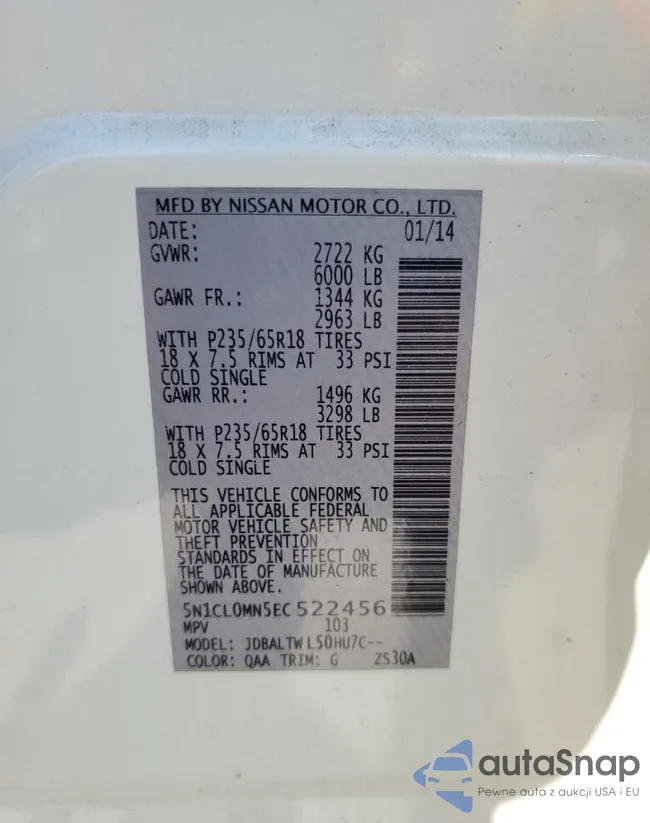 MFD BY NISSAN MOTOR CO., LTD.
DATE: 01/14
GVWR: 2722 KG
6000 LB
GAWR FR.: 1344 KG
2963 LB
WITH P235/65R18 TIRES
18 X 7.5 RIMS AT 33 PSI
COLD SINGLE
GAWR RR.: 1496 KG
3298 LB
WITH P235/65R18 TIRES
18 X 7.5 RIMS AT 33 PSI
COLD SINGLE
THIS VEHICLE CONFORMS TO
ALL APPLICABLE FEDERAL
MOTOR VEHICLE SAFETY AND
THEFT PREVENTION
STANDARDS IN EFFECT ON
THE DATE OF MANUFACTURE
SHOWN ABOVE.
5N1CL0MN5EC522456
MPV 103
MODEL: JDBALTW L50HU7C--
COLOR: QAA TRIM: G ZS30A
autaSnap
Pewne auta z aukcji USA i EU